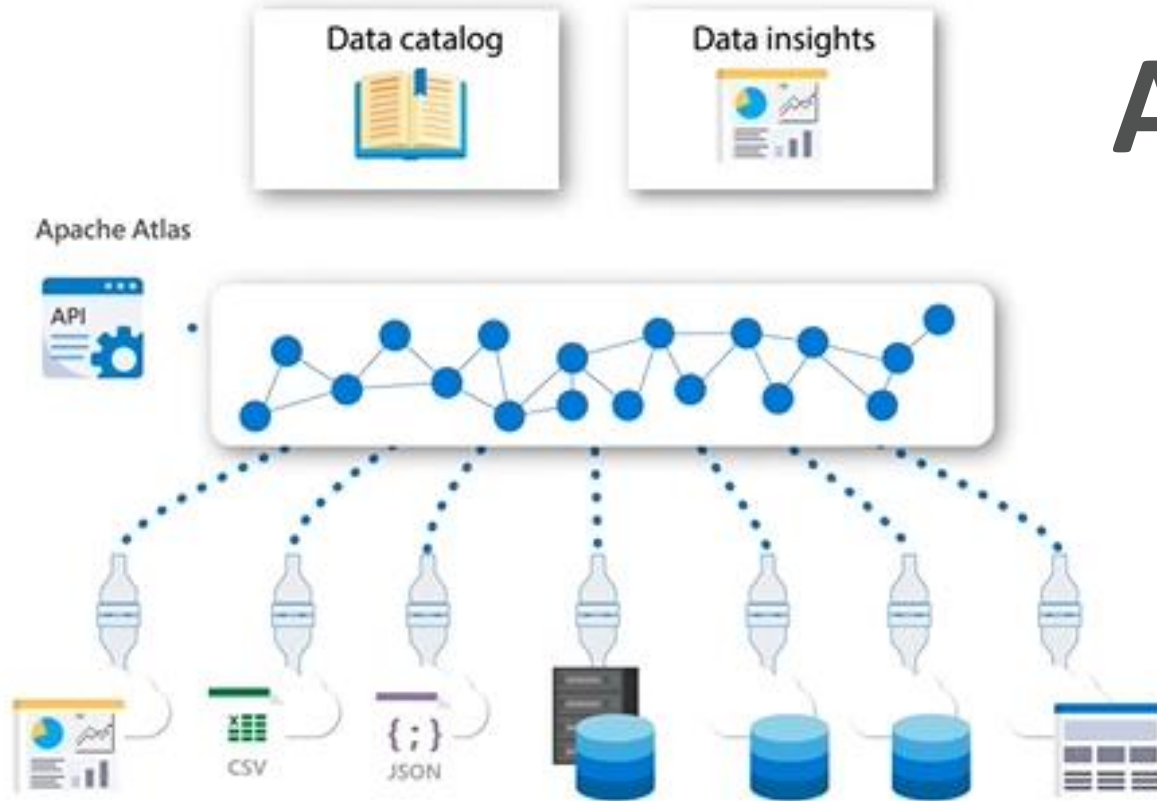 Data catalog
Data insights
A
Apache Atlas
API
CSV
{;}
JSON